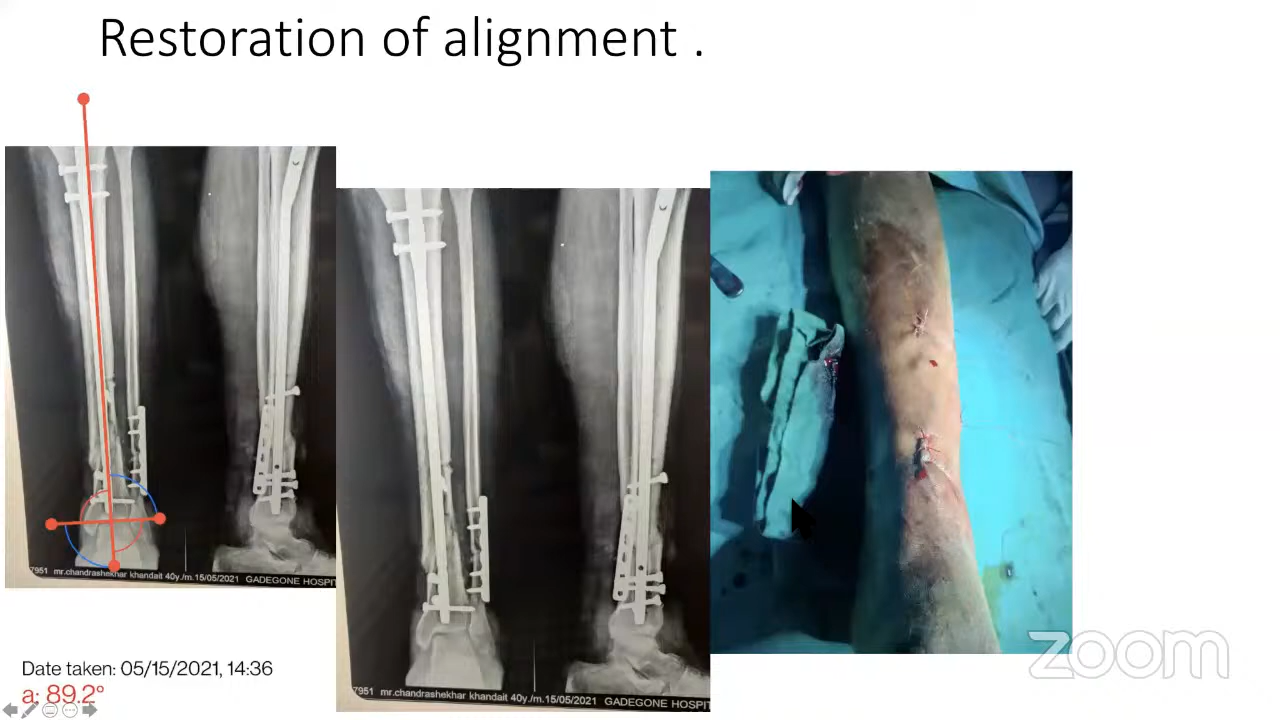 Restoration of alignment .
7951 mr.chandrashekhar khandait 40y./m.15/05/2021 GADEGONE HOSPIT
7951 mr.chandrashekhar khandait 40y./m.15/05/2021 GADEGONE HOSPITAL
Date taken: 05/15/2021, 14:36
a: 89.2°
zoom